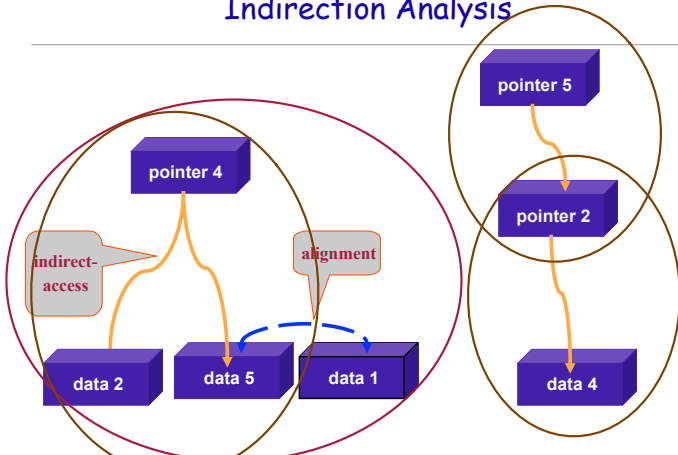 Indirection Analysis
pointer 5
pointer 4
pointer 2
indirect-
access
alignment
data 2
data 5
data 1
data 4